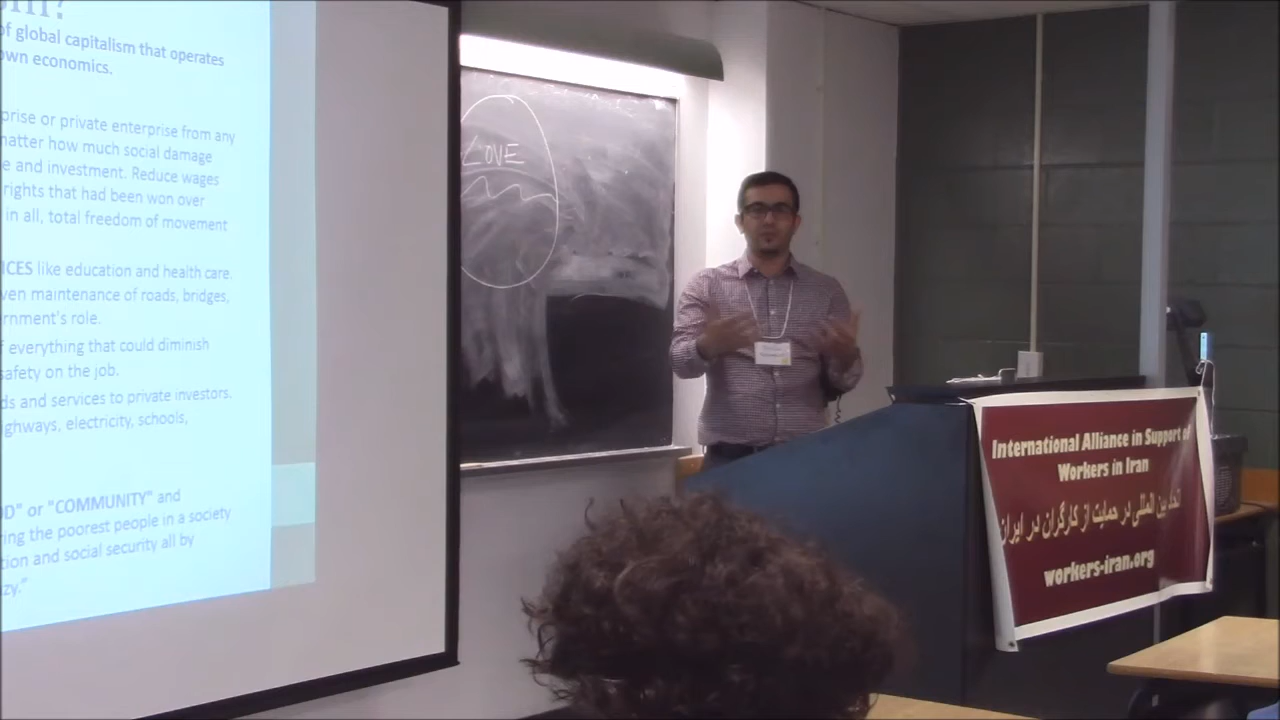 of global capitalism that operates
own economics.
prise or private enterprise from any
matter how much social damage
e and investment. Reduce wages
rights that had been won over
in all, total freedom of movement
ICES like education and health care.
ven maintenance of roads, bridges,
rnment's role.
f everything that could diminish
safety on the job.
ds and services to private investors.
ghways, electricity, schools,
OD" or "COMMUNITY" and
ring the poorest people in a society
tion and social security all by
zy."
LOVE
International Alliance in Support of
Workers in Iran
اتحاد بین المللی در حمایت از کارگران در ایران
workers-iran.org